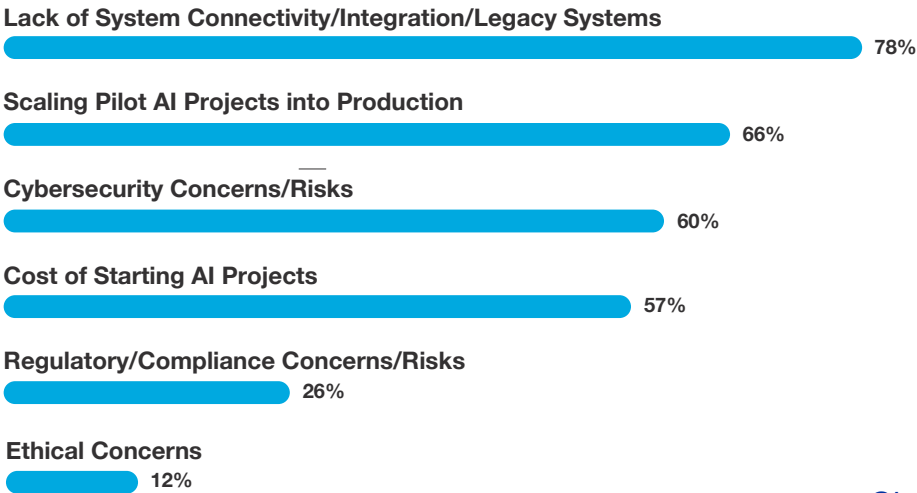 Lack of System Connectivity/Integration/Legacy Systems
78%
Scaling Pilot AI Projects into Production
66%
Cybersecurity Concerns/Risks
60%
Cost of Starting AI Projects
57%
Regulatory/Compliance Concerns/Risks
26%
Ethical Concerns
12%